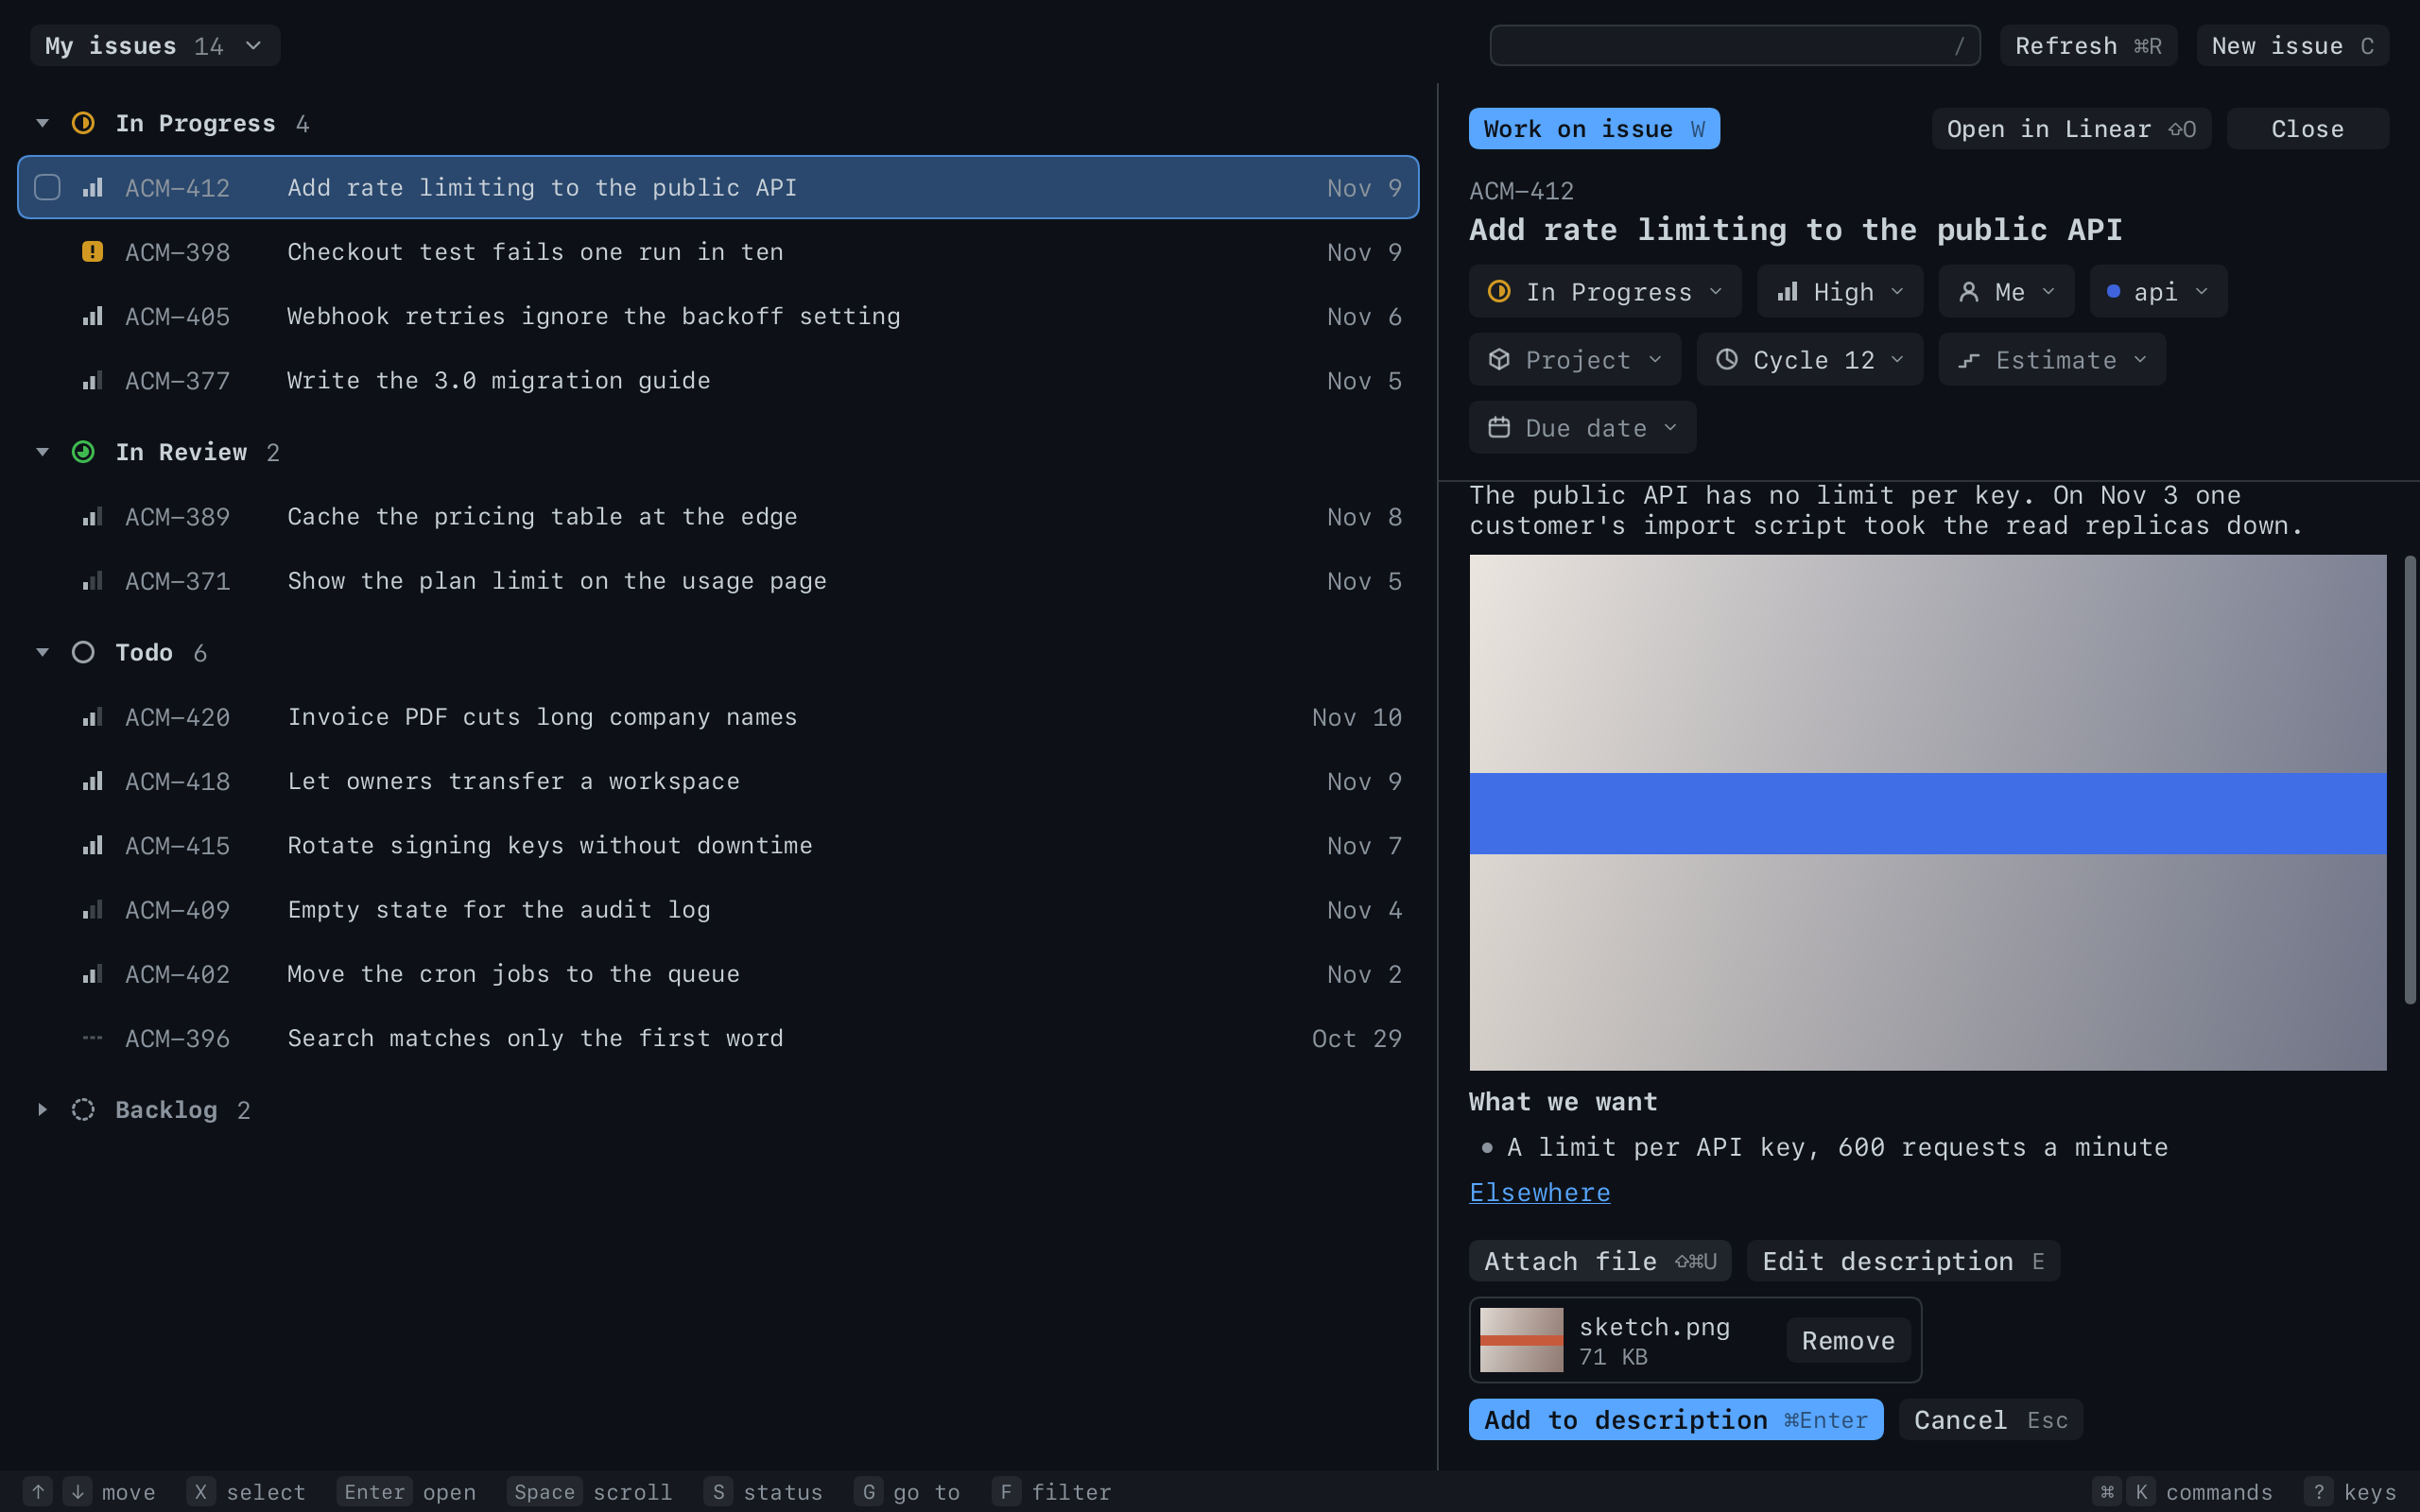 My issues 14
/
Refresh ⌘R
New issue C
In Progress 4
ACM-412 Add rate limiting to the public API Nov 9
ACM-398 Checkout test fails one run in ten Nov 9
ACM-405 Webhook retries ignore the backoff setting Nov 6
ACM-377 Write the 3.0 migration guide Nov 5
In Review 2
ACM-389 Cache the pricing table at the edge Nov 8
ACM-371 Show the plan limit on the usage page Nov 5
Todo 6
ACM-420 Invoice PDF cuts long company names Nov 10
ACM-418 Let owners transfer a workspace Nov 9
ACM-415 Rotate signing keys without downtime Nov 7
ACM-409 Empty state for the audit log Nov 4
ACM-402 Move the cron jobs to the queue Nov 2
ACM-396 Search matches only the first word Oct 29
Backlog 2
Work on issue W
Open in Linear ⇧O
Close
ACM-412
Add rate limiting to the public API
In Progress High Me api
Project Cycle 12 Estimate
Due date
The public API has no limit per key. On Nov 3 one
customer's import script took the read replicas down.
What we want
• A limit per API key, 600 requests a minute
Elsewhere
Attach file ⇧⌘U Edit description E
sketch.png
71 KB
Remove
Add to description ⌘Enter Cancel Esc
↑ ↓ move X select Enter open Space scroll S status G go to F filter ⌘ K commands ? keys